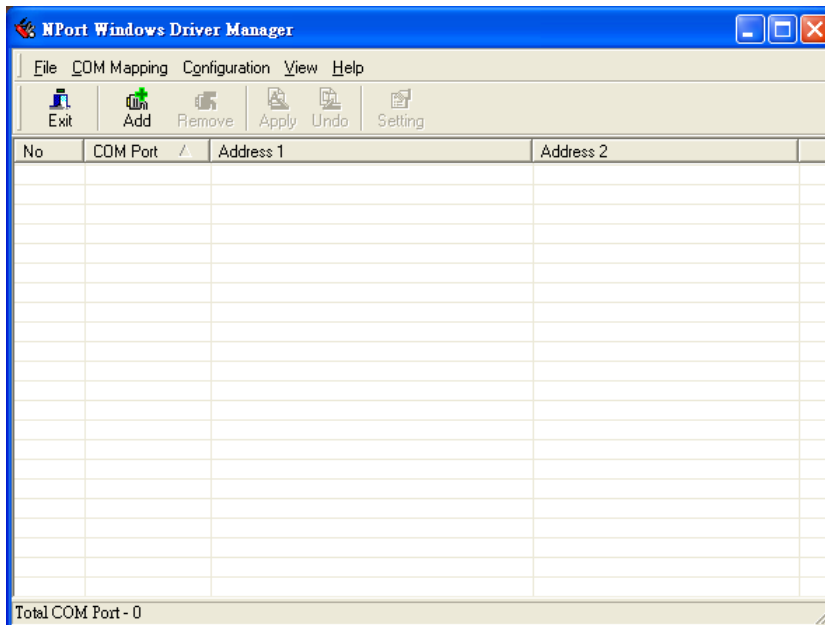 NPort Windows Driver Manager
File COM Mapping Configuration View Help
Exit Add Remove Apply Undo Setting
No COM Port Address 1 Address 2
Total COM Port - 0